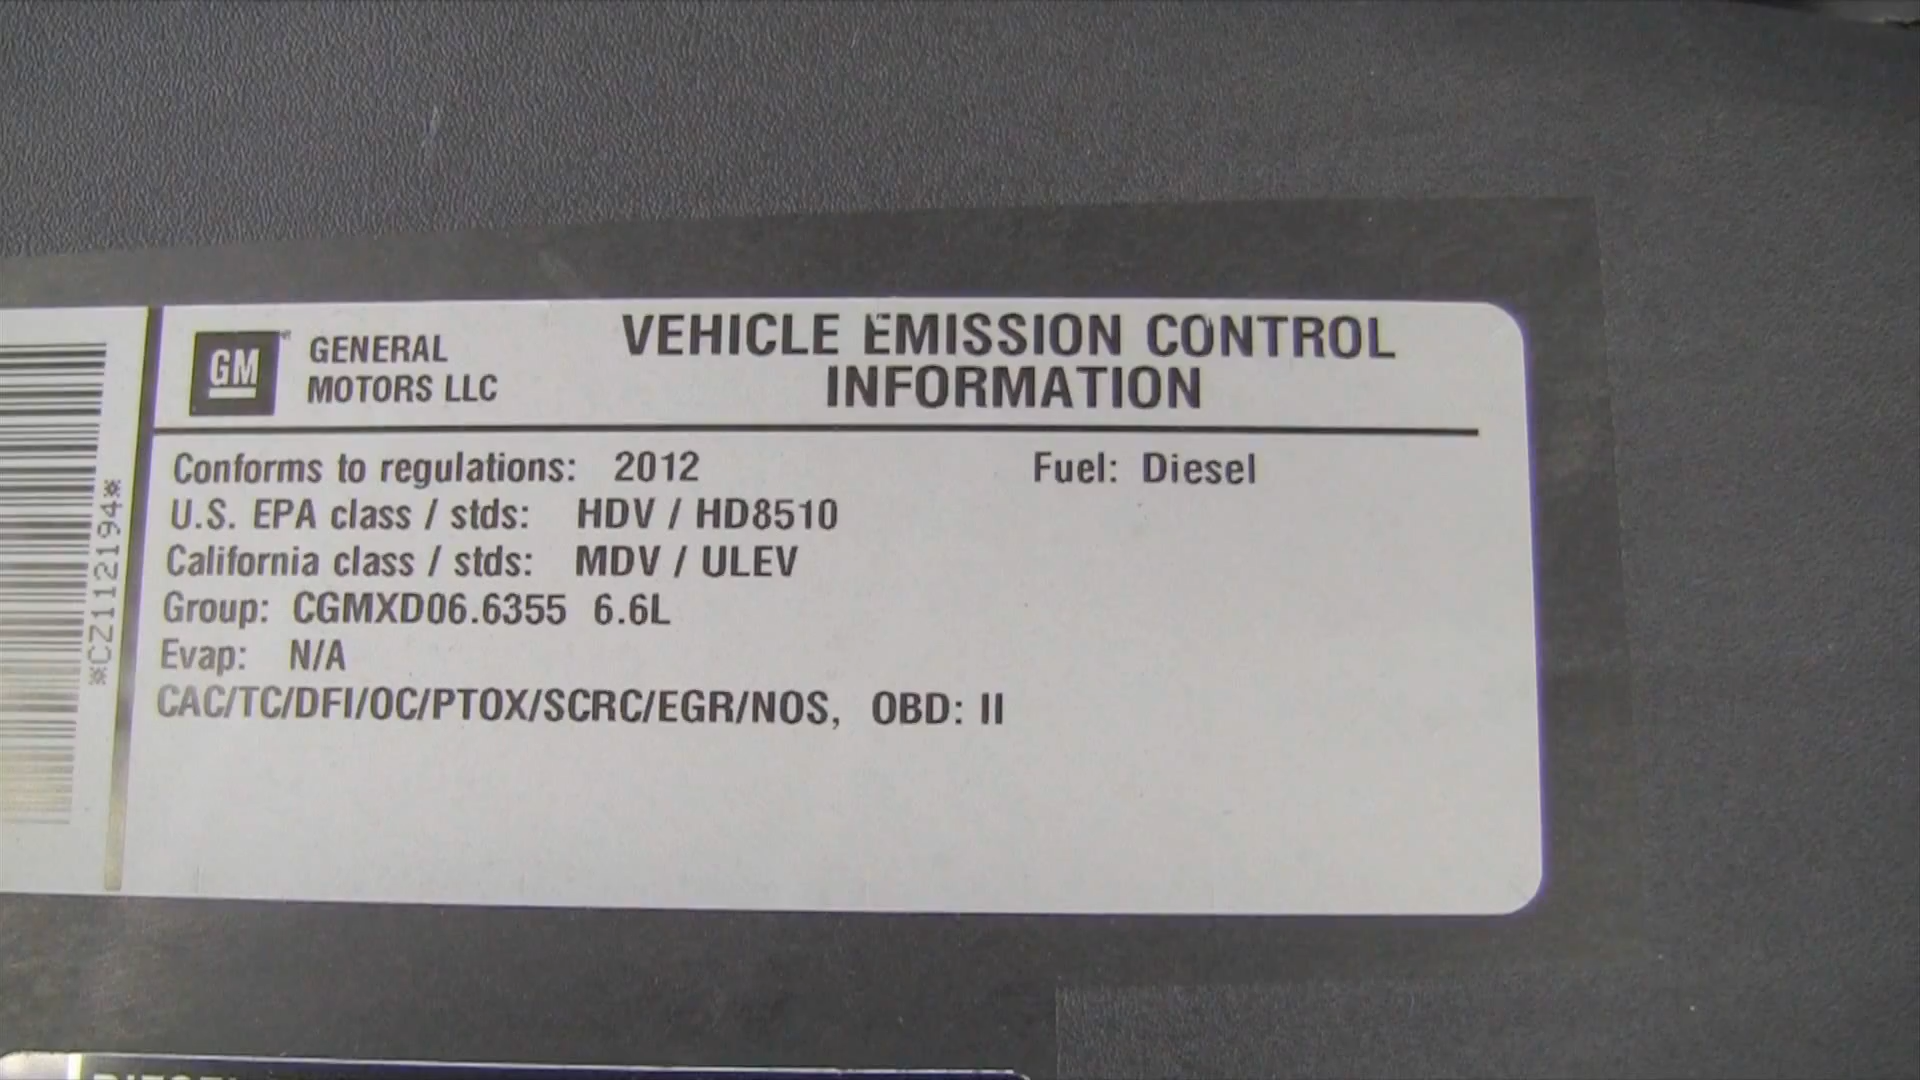 GM
GENERAL
MOTORS LLC
VEHICLE EMISSION CONTROL
INFORMATION
Conforms to regulations: 2012
Fuel: Diesel
U.S. EPA class / stds: HDV / HD8510
California class / stds: MDV / ULEV
Group: CGMXD06.6355 6.6L
Evap: N/A
CAC/TC/DFI/OC/PTOX/SCRC/EGR/NOS, OBD: II
※CZ112194※